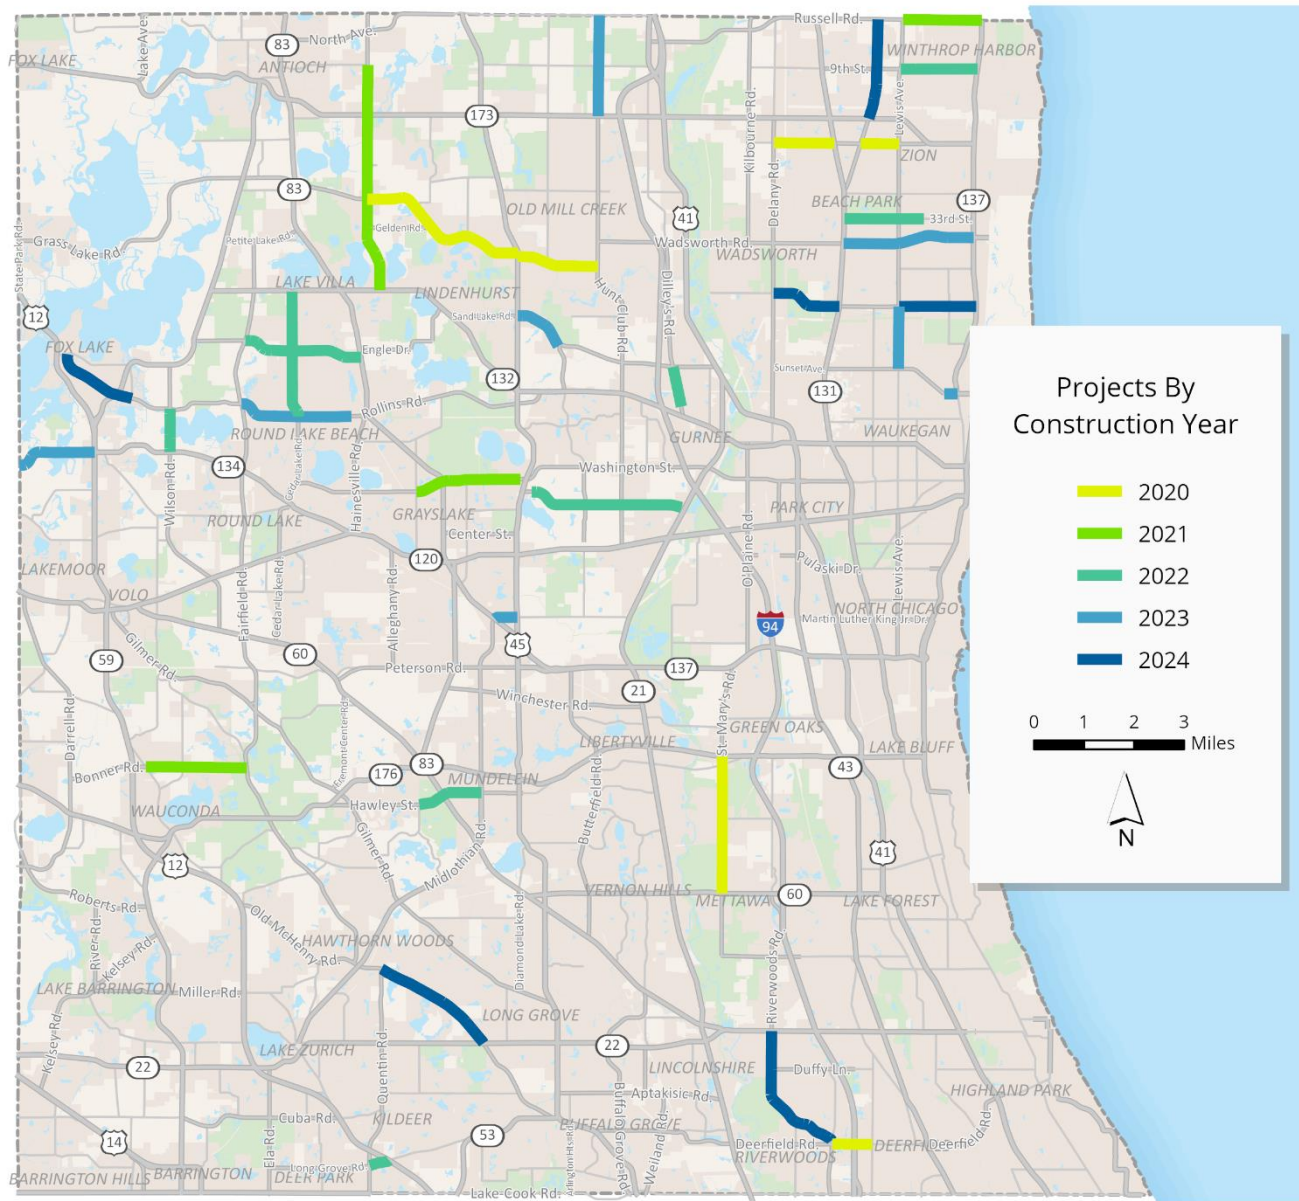 Russell Rd.
North Ave.
83
Lake Ave.
WINTHROP HARBOR
FOX LAKE
ANTIOCH
9th St.
173
Lewis Ave.
Kilbourne Rd.
ZION
Delany Rd.
83
BEACH PARK
137
OLD MILL CREEK
41
33rd St.
Gelden Rd.
Petite Lake Rd.
Grass Lake Rd
State Park Rd.
Wadsworth Rd.
WADSWORTH
LAKE VILLA
LINDENHURST
Hunt Club Rd.
Dilley's Rd.
12
Sand Lake Rd.
FOX LAKE
Engle Dr.
Sunset Ave.
132
131
Rollins Rd.
ROUND LAKE BEACH
GURNEE
WAUKEGAN
Cedar Lake Rd.
Hainesville Rd.
134
Washington St.
Wilson Rd.
GRAYSLAKE
PARK CITY
ROUND LAKE
Center St.
O'Plaine Rd.
120
Pulaski Dr.
Lewis Ave.
LAKEMOOR
VOLO
Fairfield Rd.
Cedar Lake Rd.
Alleghany Rd.
NORTH CHICAGO
Martin Luther King Jr. Dr.
94
45
Gilmer Rd.
59
60
Peterson Rd.
137
21
Winchester Rd.
St. Mary's Rd.
Darrell Rd.
Fremont Center Rd.
GREEN OAKS
LIBERTYVILLE
LAKE BLUFF
Bonner Rd.
176
83
MUNDELEIN
43
WAUCONDA
Hawley St.
Butterfield Rd.
Gilmer Rd.
Midlothian Rd.
12
41
Roberts Rd.
VERNON HILLS
METTAWA
60
LAKE FOREST
River Rd.
Kelsey Rd.
Old McHenry Rd.
HAWTHORN WOODS
Diamond Lake Rd.
Riverwoods Rd.
LAKE BARRINGTON
Miller Rd.
LONG GROVE
Kelsey Rd.
Quentin Rd.
LAKE ZURICH
22
22
LINCOLNSHIRE
Duffy Ln.
Aptakisic Rd.
HIGHLAND PARK
Cuba Rd.
KILDEER
53
BUFFALO GROVE
Buffalo Grove Rd.
Weiland Rd.
14
Ela Rd.
Deerfield Rd.
DEERFIELD
Deerfield Rd.
RIVERWOODS
BARRINGTON HILLS
BARRINGTON
Long Grove Rd.
DEER PARK
Arlington Hts Rd.
Lake Cook Rd.
Projects By
Construction Year
2020
2021
2022
2023
2024
0 1 2 3
Miles
N